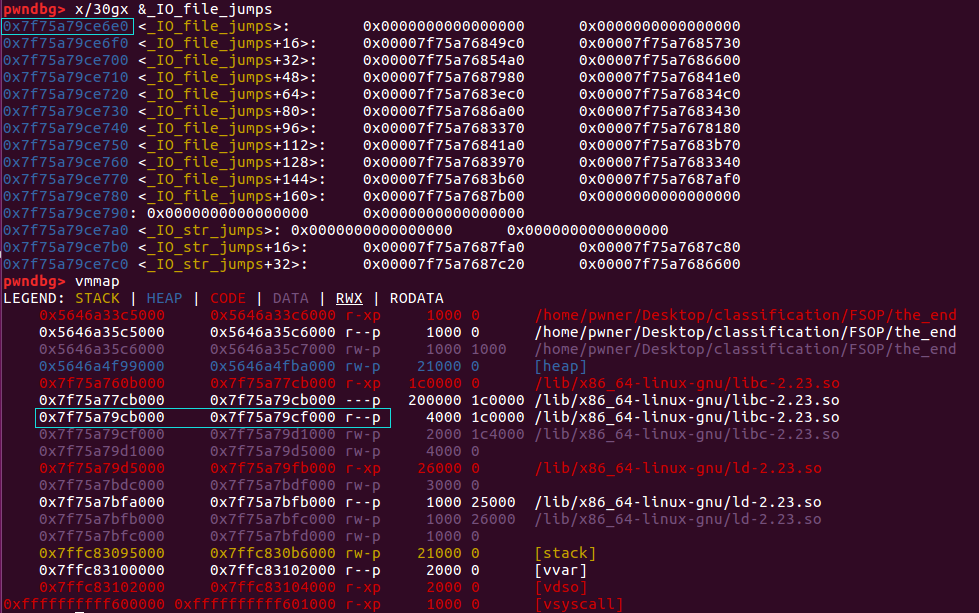 pwndbg> x/30gx &_IO_file_jumps
0x7f75a79ce6e0 <_IO_file_jumps>: 0x0000000000000000 0x0000000000000000
0x7f75a79ce6f0 <_IO_file_jumps+16>: 0x00007f75a76849c0 0x00007f75a7685730
0x7f75a79ce700 <_IO_file_jumps+32>: 0x00007f75a76854a0 0x00007f75a7686600
0x7f75a79ce710 <_IO_file_jumps+48>: 0x00007f75a7687980 0x00007f75a76841e0
0x7f75a79ce720 <_IO_file_jumps+64>: 0x00007f75a7683ec0 0x00007f75a76834c0
0x7f75a79ce730 <_IO_file_jumps+80>: 0x00007f75a7686a00 0x00007f75a7683430
0x7f75a79ce740 <_IO_file_jumps+96>: 0x00007f75a7683370 0x00007f75a7678180
0x7f75a79ce750 <_IO_file_jumps+112>: 0x00007f75a76841a0 0x00007f75a7683b70
0x7f75a79ce760 <_IO_file_jumps+128>: 0x00007f75a7683970 0x00007f75a7683340
0x7f75a79ce770 <_IO_file_jumps+144>: 0x00007f75a7683b60 0x00007f75a7687af0
0x7f75a79ce780 <_IO_file_jumps+160>: 0x00007f75a7687b00 0x0000000000000000
0x7f75a79ce790: 0x0000000000000000 0x0000000000000000
0x7f75a79ce7a0 <_IO_str_jumps>: 0x0000000000000000 0x0000000000000000
0x7f75a79ce7b0 <_IO_str_jumps+16>: 0x00007f75a7687fa0 0x00007f75a7687c80
0x7f75a79ce7c0 <_IO_str_jumps+32>: 0x00007f75a7687c20 0x00007f75a7686600
pwndbg> vmmap
LEGEND: STACK | HEAP | CODE | DATA | RWX | RODATA
0x5646a33c5000 0x5646a33c6000 r-xp 1000 0 /home/pwner/Desktop/classification/FSOP/the_end
0x5646a35c5000 0x5646a35c6000 r--p 1000 0 /home/pwner/Desktop/classification/FSOP/the_end
0x5646a35c6000 0x5646a35c7000 rw-p 1000 1000 /home/pwner/Desktop/classification/FSOP/the_end
0x5646a4f99000 0x5646a4fba000 rw-p 21000 0 [heap]
0x7f75a760b000 0x7f75a77cb000 r-xp 1c0000 0 /lib/x86_64-linux-gnu/libc-2.23.so
0x7f75a77cb000 0x7f75a79cb000 ---p 200000 1c0000 /lib/x86_64-linux-gnu/libc-2.23.so
0x7f75a79cb000 0x7f75a79cf000 r--p 4000 1c0000 /lib/x86_64-linux-gnu/libc-2.23.so
0x7f75a79cf000 0x7f75a79d1000 rw-p 2000 1c4000 /lib/x86_64-linux-gnu/libc-2.23.so
0x7f75a79d1000 0x7f75a79d5000 rw-p 4000 0
0x7f75a79d5000 0x7f75a79fb000 r-xp 26000 0 /lib/x86_64-linux-gnu/ld-2.23.so
0x7f75a7bdc000 0x7f75a7bdf000 rw-p 3000 0
0x7f75a7bfa000 0x7f75a7bfb000 r--p 1000 25000 /lib/x86_64-linux-gnu/ld-2.23.so
0x7f75a7bfb000 0x7f75a7bfc000 rw-p 1000 26000 /lib/x86_64-linux-gnu/ld-2.23.so
0x7f75a7bfc000 0x7f75a7bfd000 rw-p 1000 0
0x7ffc83095000 0x7ffc830b6000 rw-p 21000 0 [stack]
0x7ffc83100000 0x7ffc83102000 r--p 2000 0 [vvar]
0x7ffc83102000 0x7ffc83104000 r-xp 2000 0 [vdso]
0xffffffffff600000 0xffffffffff601000 r-xp 1000 0 [vsyscall]